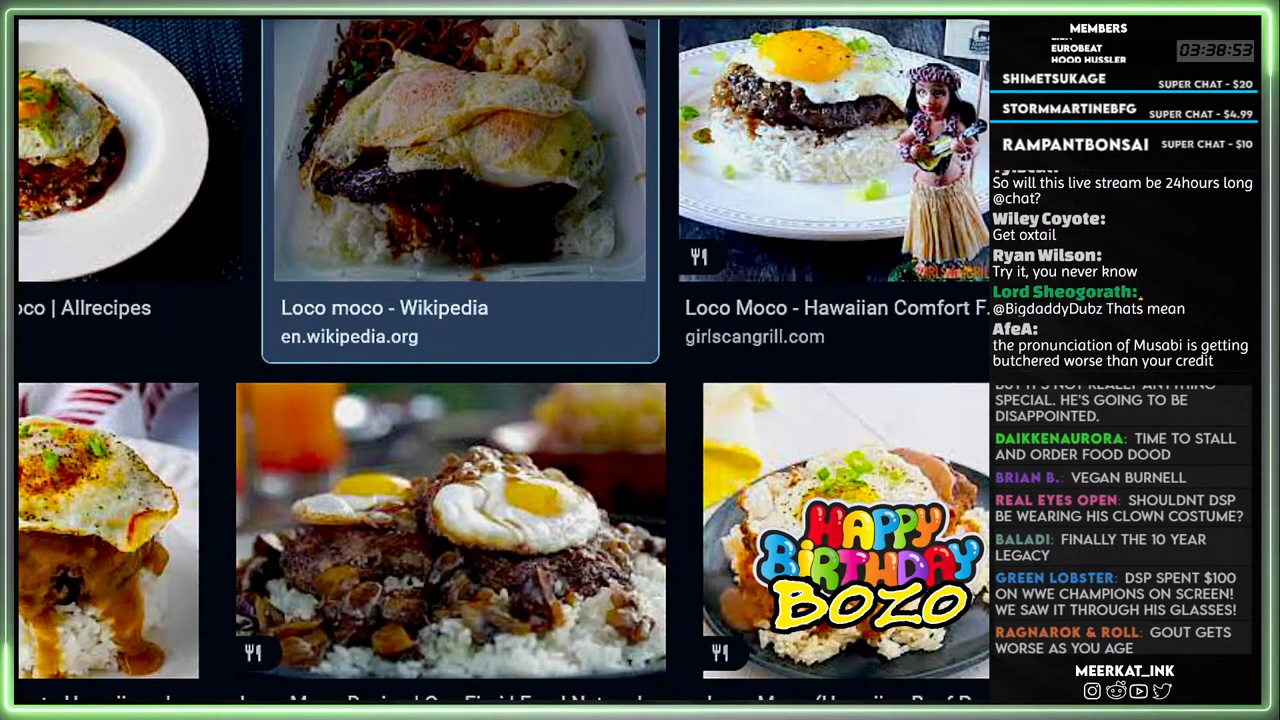 oco | Allrecipes
Loco moco - Wikipedia
en.wikipedia.org
Loco Moco - Hawaiian Comfort F.
girlscangrill.com
HAPPY
BIRTHDAY
BOZO
MEMBERS
EUROBEAT
HOOD HUSSLER
03:38:53
SHIMETSUKAGE SUPER CHAT - $20
STORMMARTINEBFG SUPER CHAT - $4.99
RAMPANTBONSAI SUPER CHAT - $10
So will this live stream be 24hours long
@chat?
Wiley Coyote:
Get oxtail
Ryan Wilson:
Try it, you never know
Lord Sheogorath:
@BigdaddyDubz Thats mean
AfeA:
the pronunciation of Musabi is getting
butchered worse than your credit
BUT IT'S NOT REALLY ANYTHING
SPECIAL. HE'S GOING TO BE
DISAPPOINTED.
DAIKKENAURORA: TIME TO STALL
AND ORDER FOOD DOOD
BRIAN B.: VEGAN BURNELL
REAL EYES OPEN: SHOULDNT DSP
BE WEARING HIS CLOWN COSTUME?
BALADI: FINALLY THE 10 YEAR
LEGACY
GREEN LOBSTER: DSP SPENT $100
ON WWE CHAMPIONS ON SCREEN!
WE SAW IT THROUGH HIS GLASSES!
RAGNAROK & ROLL: GOUT GETS
WORSE AS YOU AGE
MEERKAT_INK